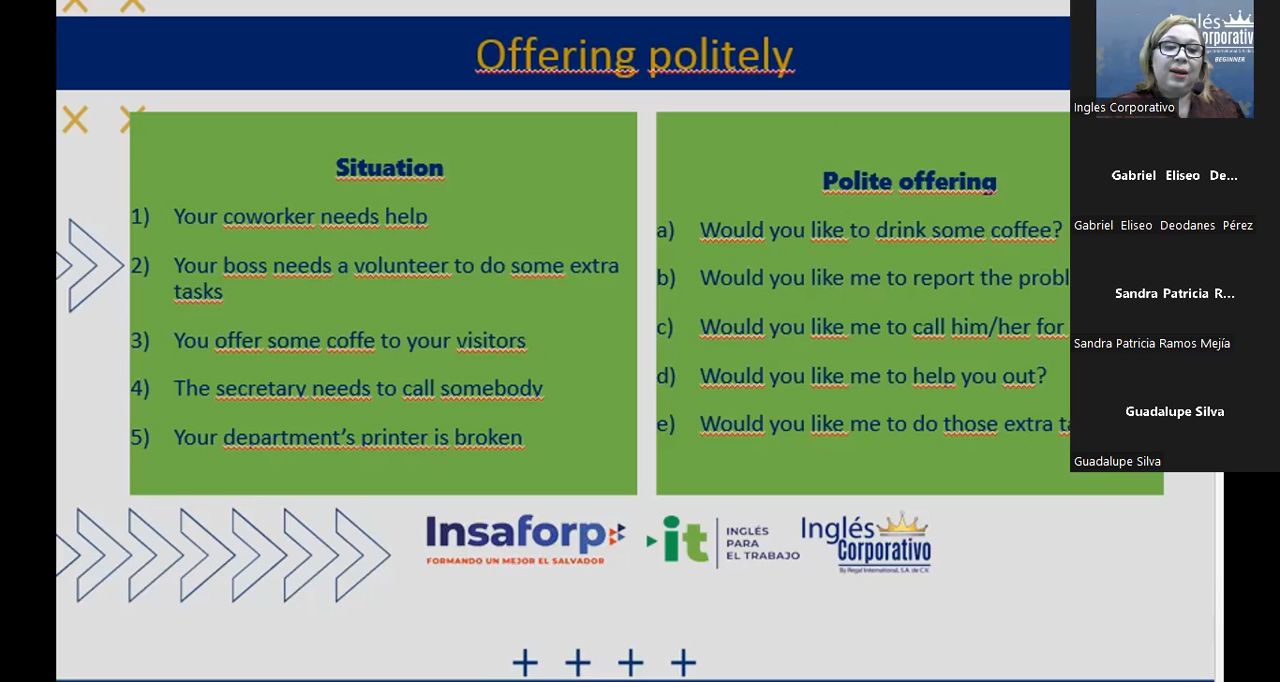 Offering politely
Situation
1) Your coworker needs help
2) Your boss needs a volunteer to do some extra
tasks
3) You offer some coffe to your visitors
4) The secretary needs to call somebody
5) Your department's printer is broken
Polite offering
a) Would you like to drink some coffee?
b) Would you like me to report the probl
c) Would you like me to call him/her for
d) Would you like me to help you out?
e) Would you like me to do those extra ta
Insaforp
FORMANDO UN MEJOR EL SALVADOR
it
INGLÉS
PARA
EL TRABAJO
Inglés
Corporativo
By Regal International, S.A. de C.V.
BEGINNER
Ingles Corporativo
Gabriel Eliseo De...
Gabriel Eliseo Deodanes Pérez
Sandra Patricia R...
Sandra Patricia Ramos Mejía
Guadalupe Silva
Guadalupe Silva